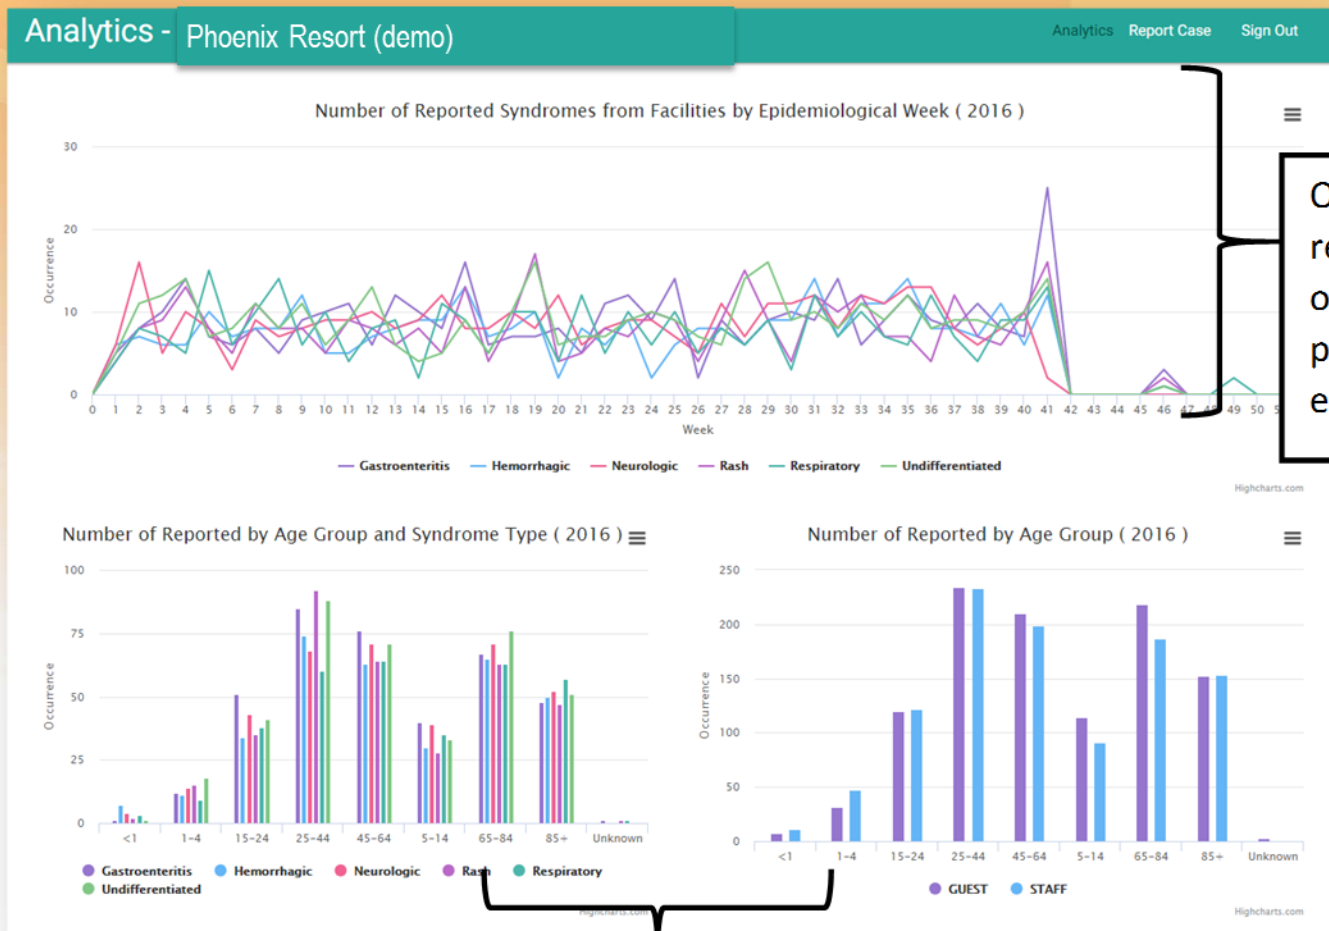 Analytics - Phoenix Resort (demo)
Analytics Report Case Sign Out
Number of Reported Syndromes from Facilities by Epidemiological Week ( 2016 )
30
20
10
0
Occurrence
0 1 2 3 4 5 6 7 8 9 10 11 12 13 14 15 16 17 18 19 20 21 22 23 24 25 26 27 28 29 30 31 32 33 34 35 36 37 38 39 40 41 42 43 44 45 46 47 48 49 50
Week
Gastroenteritis Hemorrhagic Neurologic Rash Respiratory Undifferentiated
Highcharts.com
Number of Reported by Age Group and Syndrome Type ( 2016 )
100
75
50
25
0
Occurrence
<1 1-4 15-24 25-44 45-64 5-14 65-84 85+ Unknown
Gastroenteritis Hemorrhagic Neurologic Rash Respiratory
Undifferentiated
Highcharts.com
Number of Reported by Age Group ( 2016 )
250
200
150
100
50
0
Occurrence
<1 1-4 15-24 25-44 45-64 5-14 65-84 85+ Unknown
GUEST STAFF
Highcharts.com